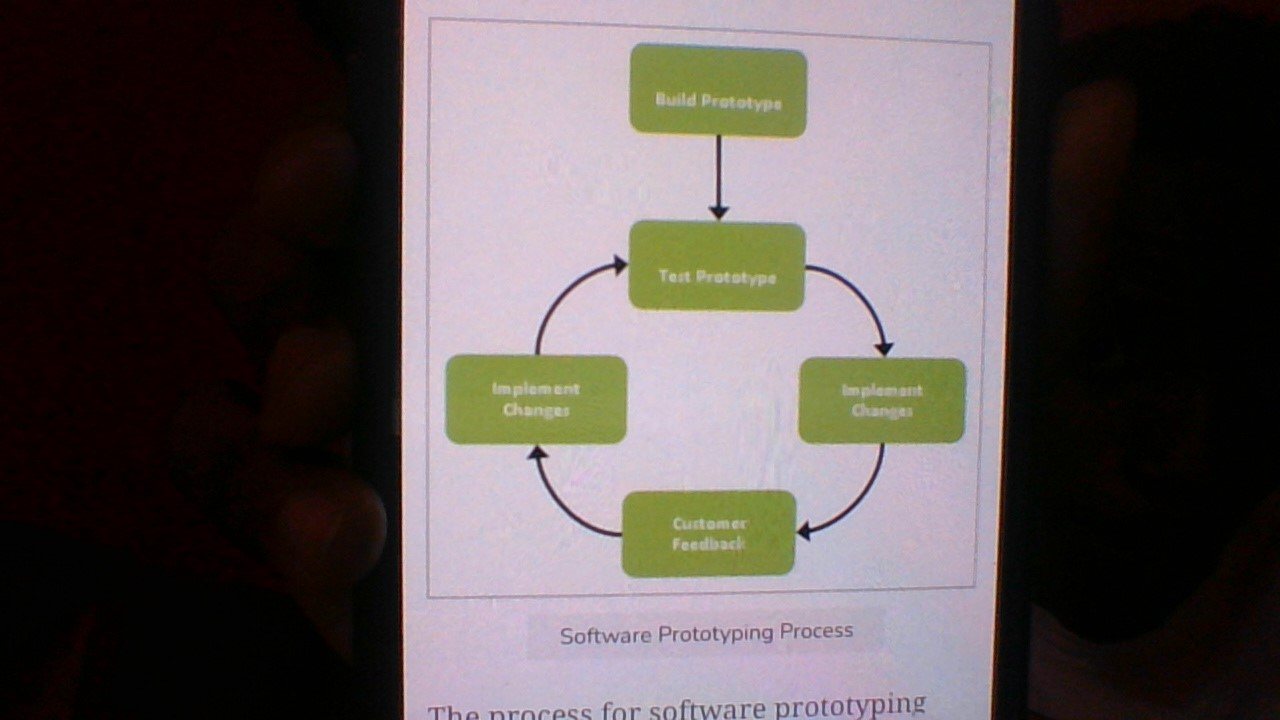 Build Prototype
Test Prototype
Implement
Changes
Implement
Changes
Customer
Feedback
Software Prototyping Process
The process for software prototyping